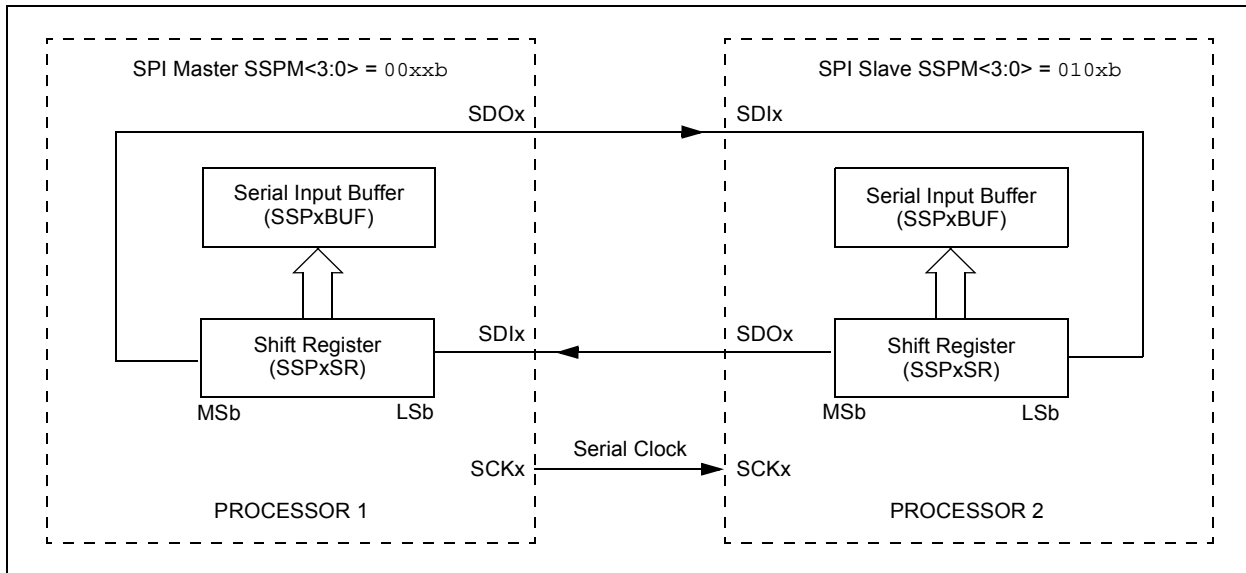 SPI Master SSPM<3:0> = 00xxb
SPI Slave SSPM<3:0> = 010xb
SDOx
SDIx
Serial Input Buffer
(SSPxBUF)
Serial Input Buffer
(SSPxBUF)
SDIx
SDOx
Shift Register
(SSPxSR)
Shift Register
(SSPxSR)
MSb
LSb
MSb
LSb
Serial Clock
SCKx
SCKx
PROCESSOR 1
PROCESSOR 2